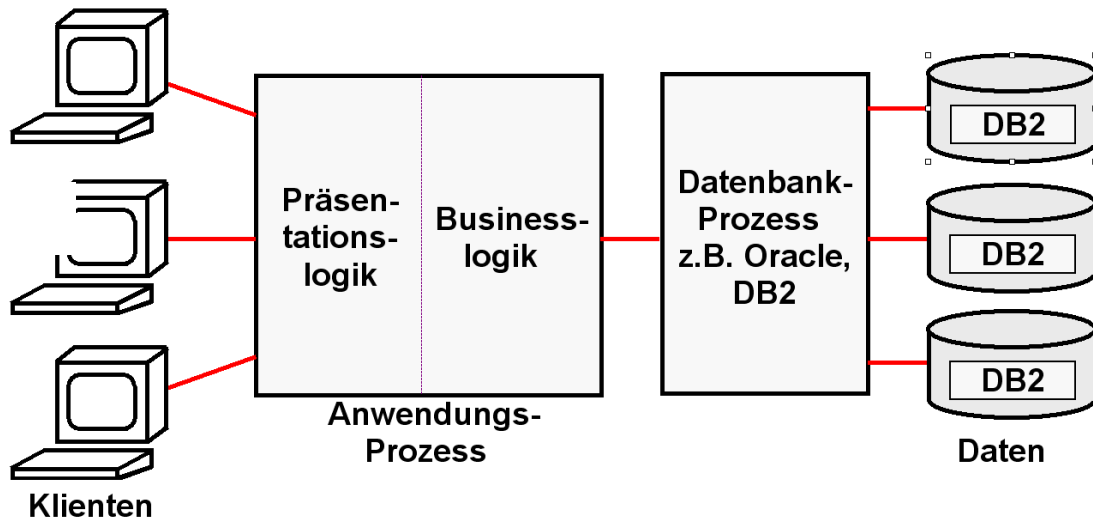 Präsen-
tations-
logik
Business-
logik
Datenbank-
Prozess
z.B. Oracle,
DB2
DB2
DB2
DB2
Anwendungs-
Prozess
Daten
Klienten